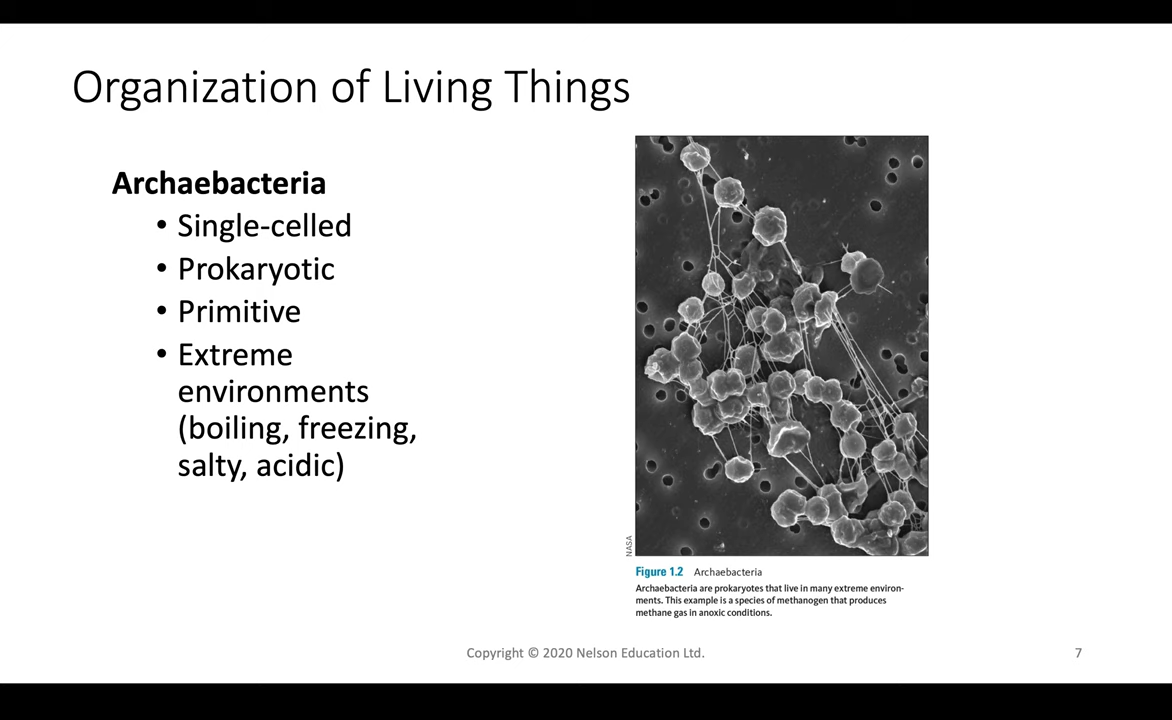 Organization of Living Things
Archaebacteria
• Single-celled
• Prokaryotic
• Primitive
• Extreme
environments
(boiling, freezing,
salty, acidic)
NASA
Figure 1.2 Archaebacteria
Archaebacteria are prokaryotes that live in many extreme environ-
ments. This example is a species of methanogen that produces
methane gas in anoxic conditions.
Copyright © 2020 Nelson Education Ltd.
7